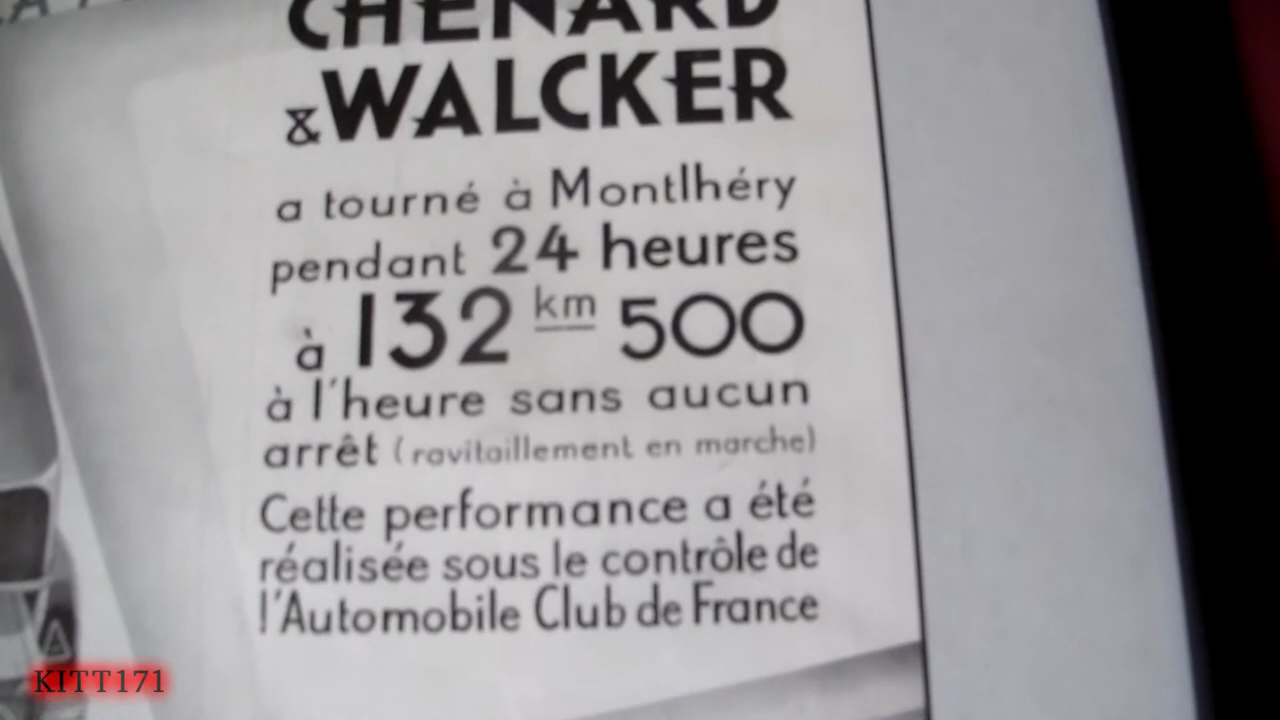 CHENARD
& WALCKER
a tourné à Montlhéry
pendant 24 heures
à 132 km 500
à l'heure sans aucun
arrêt (ravitaillement en marche)
Cette performance a été
réalisée sous le contrôle de
l'Automobile Club de France
KITT171